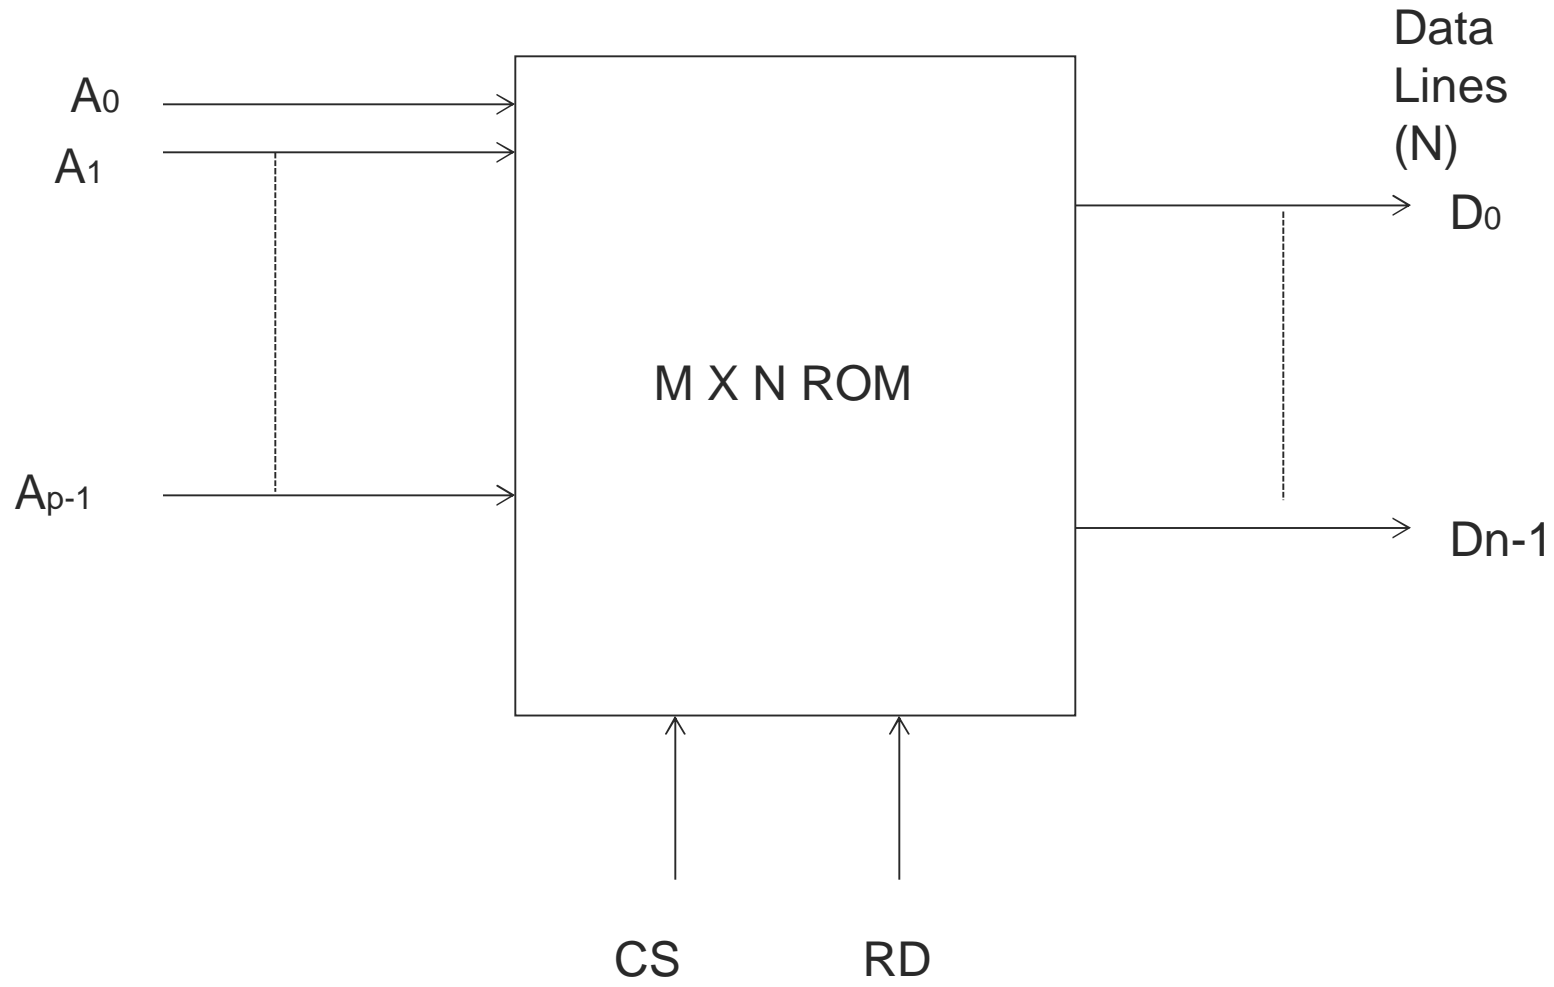 Data
Lines
(N)
A0
A1
D0
M X N ROM
Ap-1
Dn-1
CS
RD